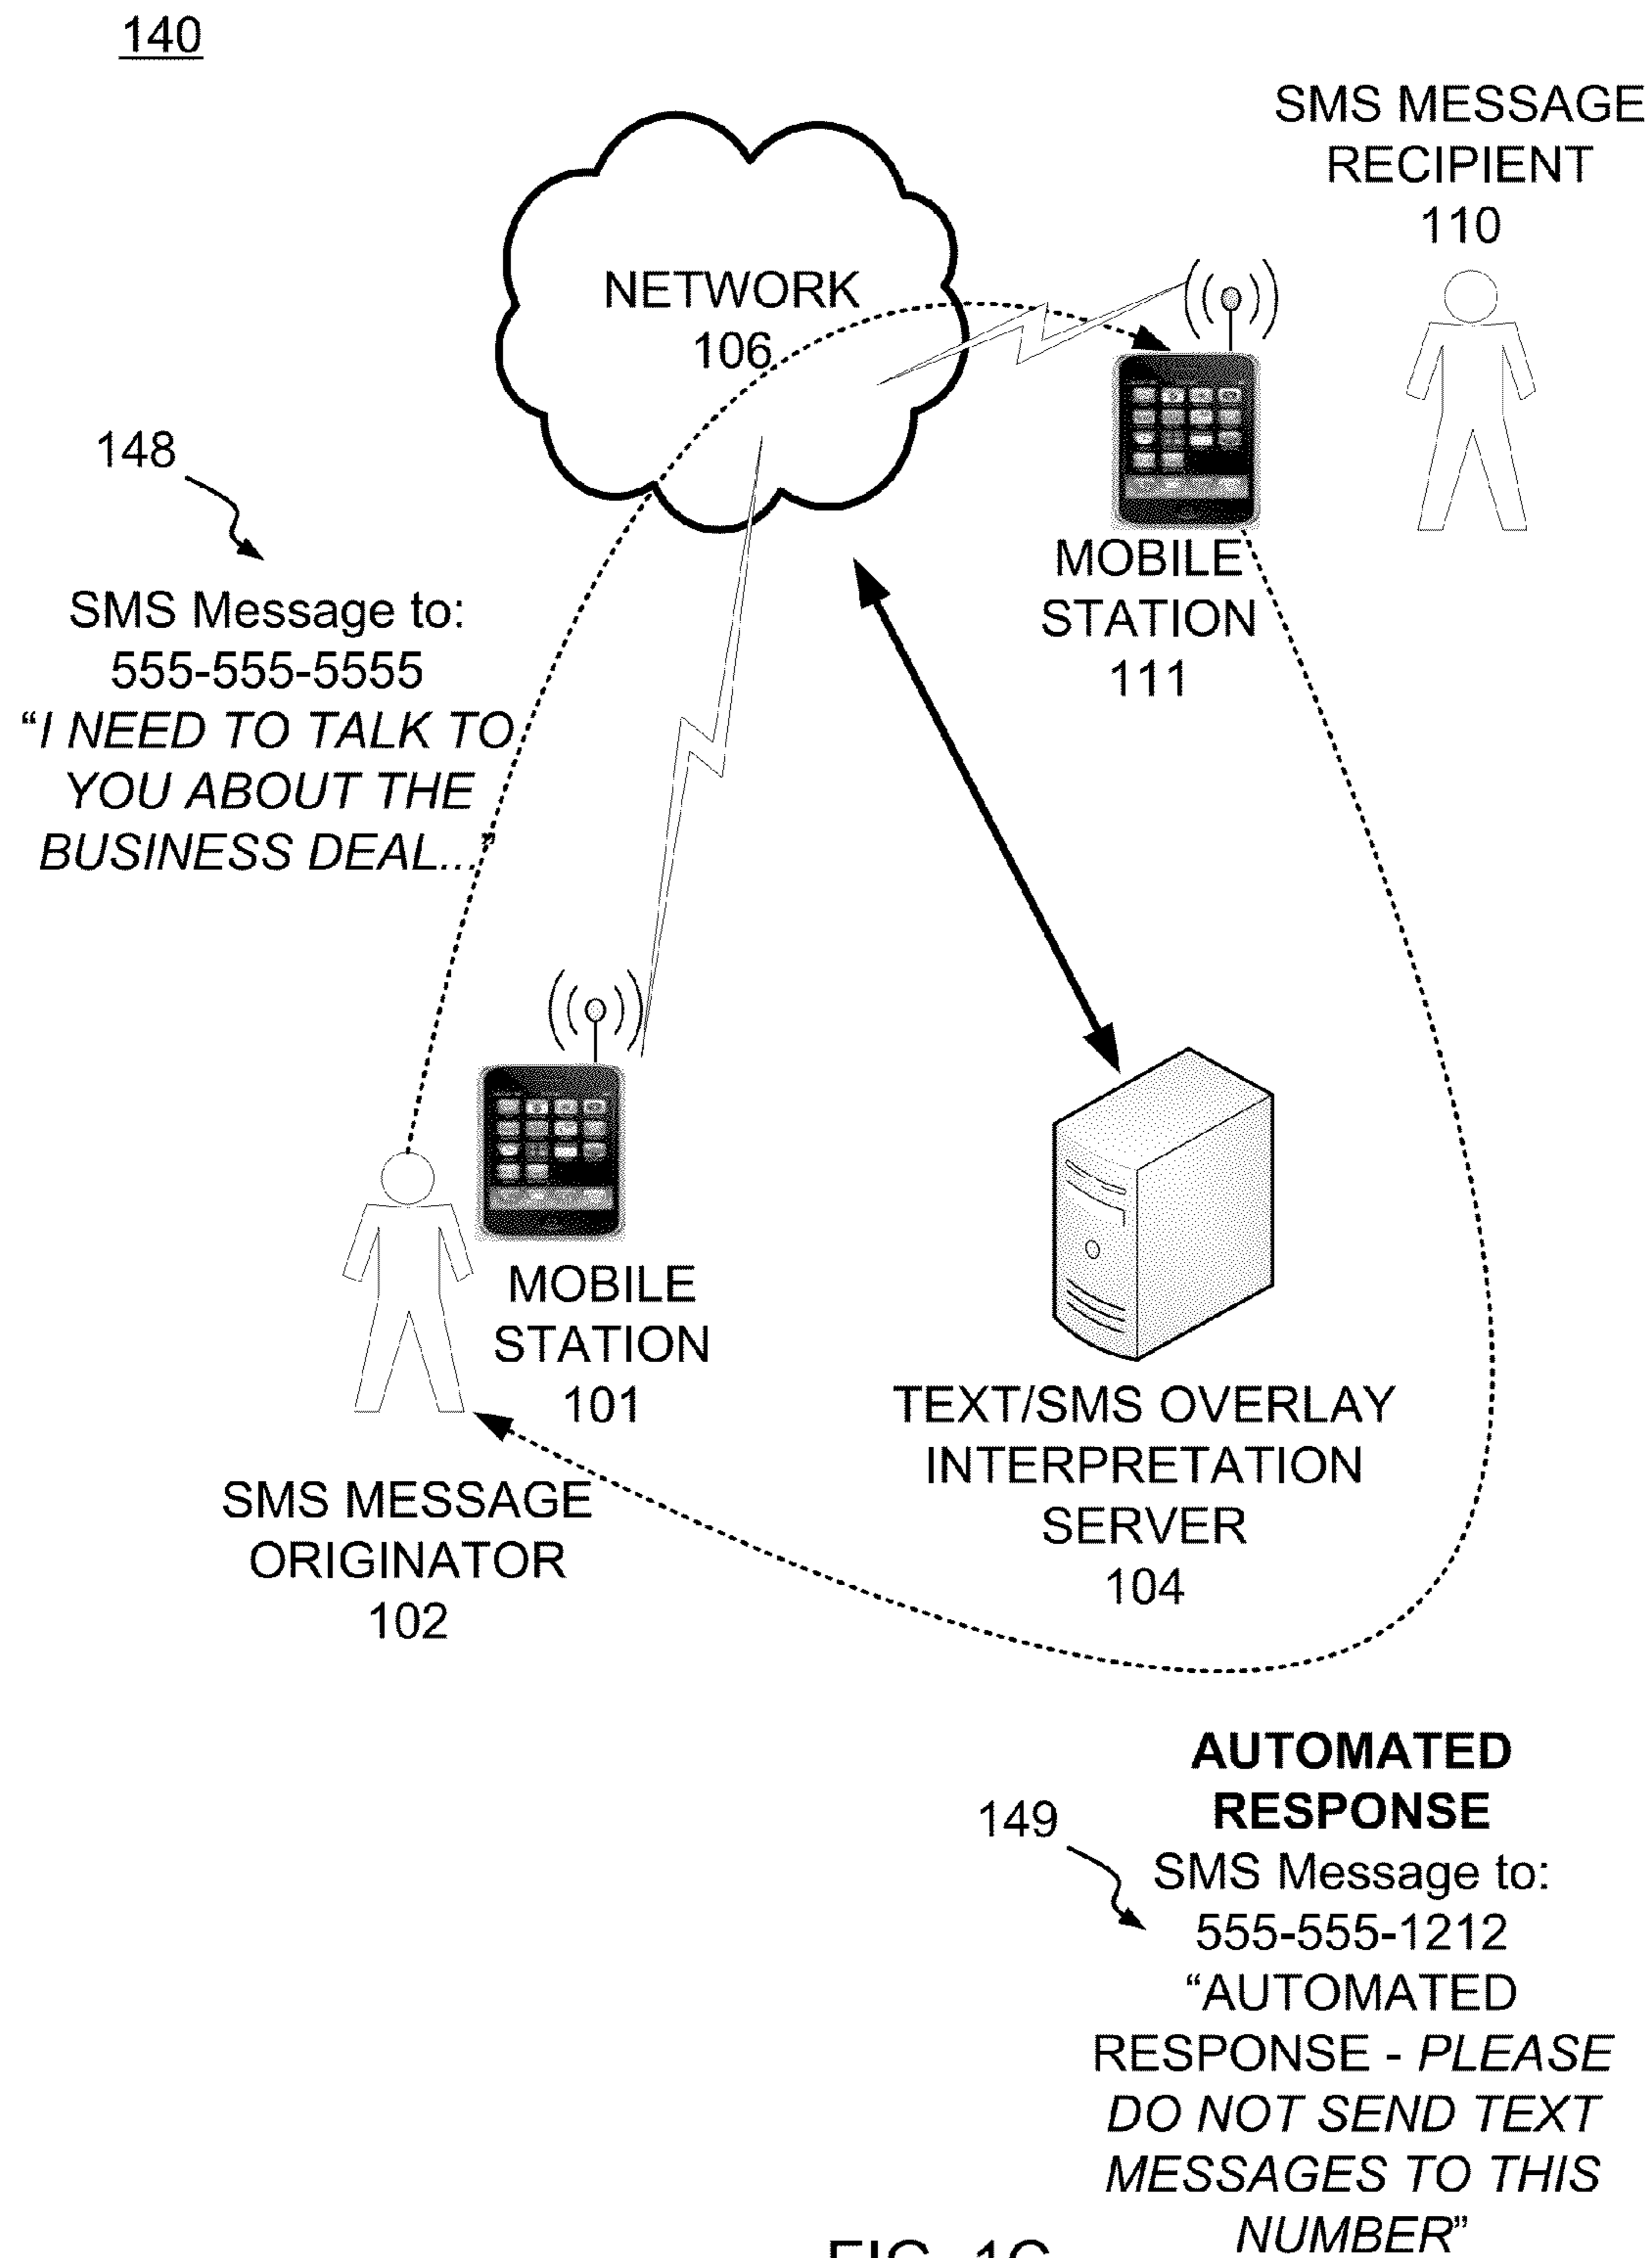 140
SMS MESSAGE
RECIPIENT
110
NETWORK
106
148
SMS Message to:
555-555-5555
“I NEED TO TALK TO
YOU ABOUT THE
BUSINESS DEAL...”
MOBILE
STATION
111
MOBILE
STATION
101
SMS MESSAGE
ORIGINATOR
102
TEXT/SMS OVERLAY
INTERPRETATION
SERVER
104
149
AUTOMATED
RESPONSE
SMS Message to:
555-555-1212
“AUTOMATED
RESPONSE - PLEASE
DO NOT SEND TEXT
MESSAGES TO THIS
NUMBER”
FIG. 1C